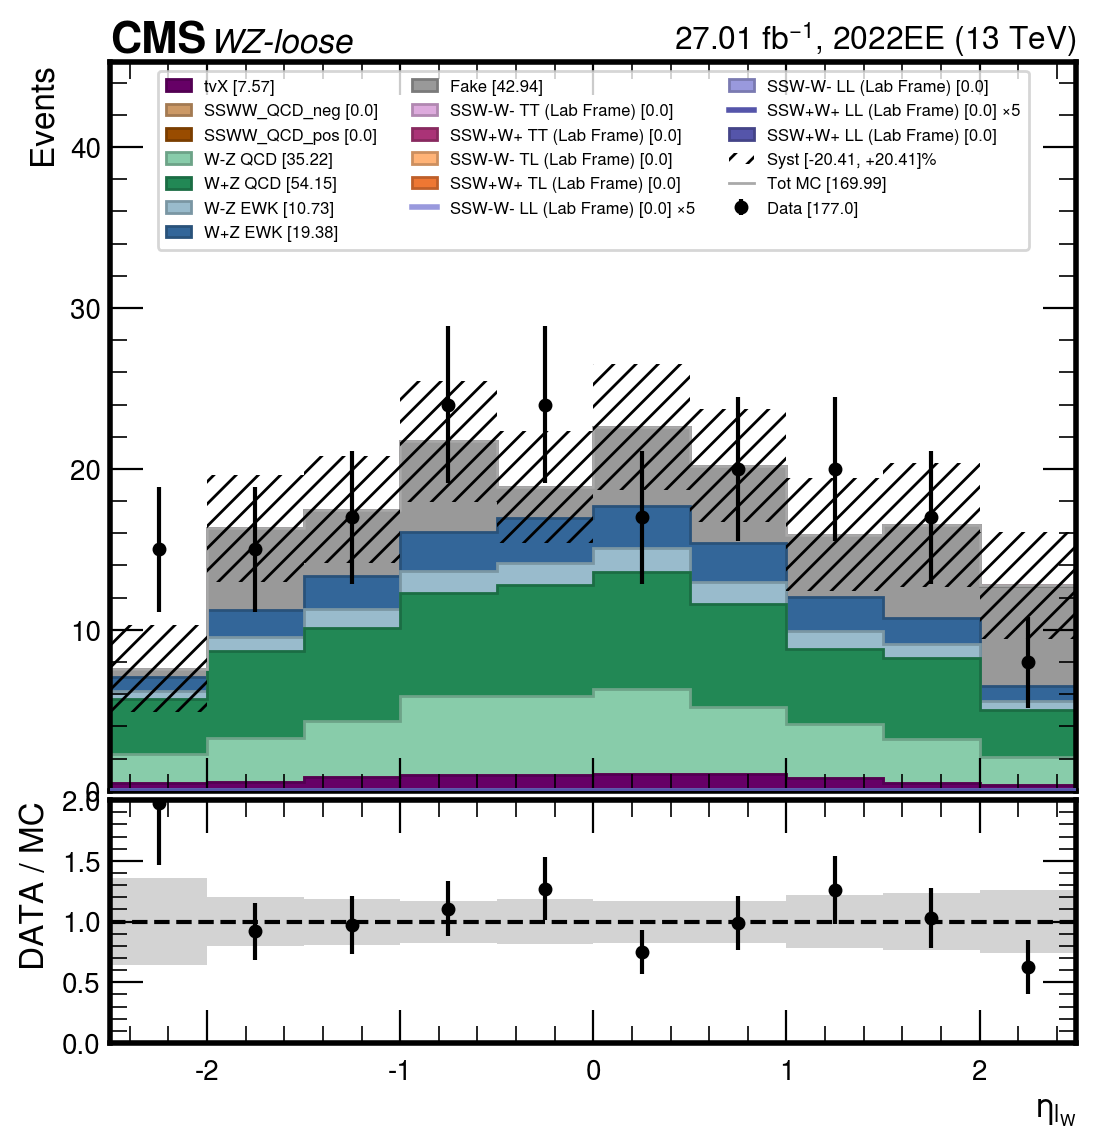 CMS WZ-loose 27.01 fb⁻¹, 2022EE (13 TeV)
Events
tvX [7.57]
SSWW_QCD_neg [0.0]
SSWW_QCD_pos [0.0]
W-Z QCD [35.22]
W+Z QCD [54.15]
W-Z EWK [10.73]
W+Z EWK [19.38]
Fake [42.94]
SSW-W- TT (Lab Frame) [0.0]
SSW+W+ TT (Lab Frame) [0.0]
SSW-W- TL (Lab Frame) [0.0]
SSW+W+ TL (Lab Frame) [0.0]
SSW-W- LL (Lab Frame) [0.0] ×5
SSW-W- LL (Lab Frame) [0.0]
SSW+W+ LL (Lab Frame) [0.0] ×5
SSW+W+ LL (Lab Frame) [0.0]
Syst [-20.41, +20.41]%
Tot MC [169.99]
Data [177.0]
40
30
20
10
0
DATA / MC
2.0
1.5
1.0
0.5
0.0
-2 -1 0 1 2
η_{l_W}